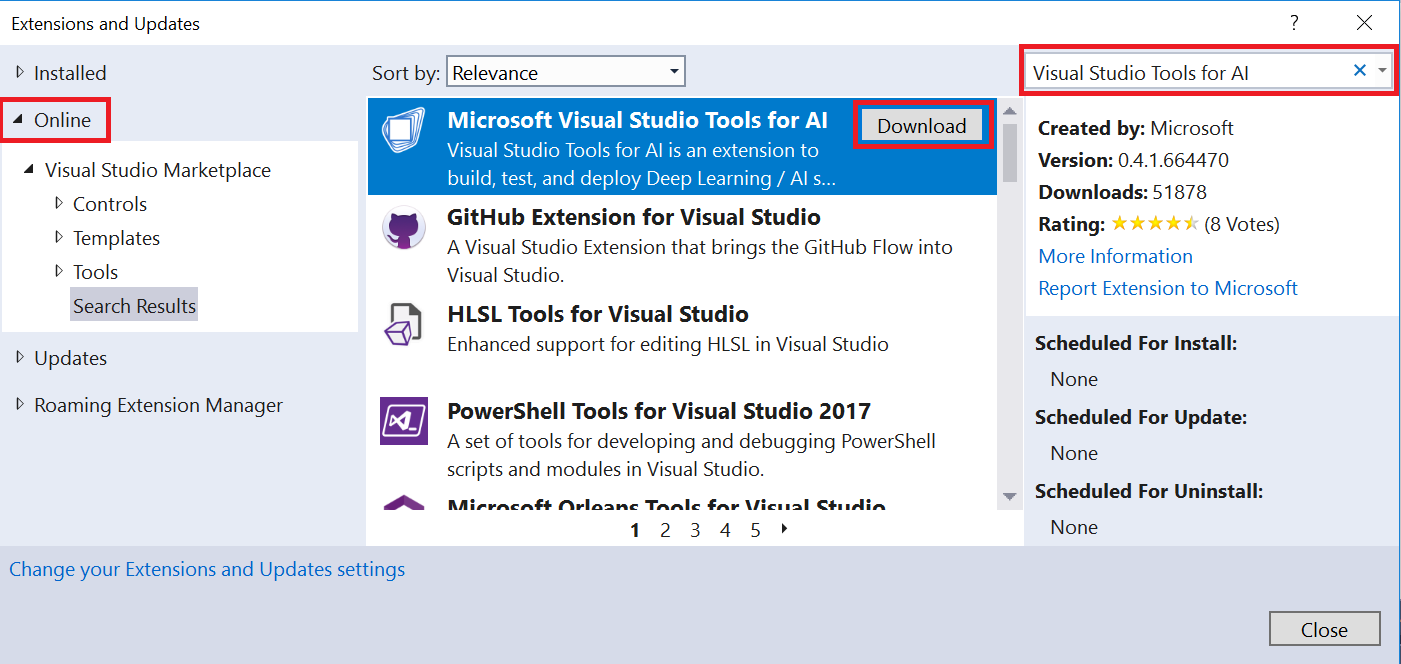 Extensions and Updates
?
Installed
Online
Visual Studio Marketplace
Controls
Templates
Tools
Search Results
Updates
Roaming Extension Manager
Sort by: Relevance
Microsoft Visual Studio Tools for AI
Download
Visual Studio Tools for AI is an extension to
build, test, and deploy Deep Learning / AI s...
GitHub Extension for Visual Studio
A Visual Studio Extension that brings the GitHub Flow into
Visual Studio.
HLSL Tools for Visual Studio
Enhanced support for editing HLSL in Visual Studio
PowerShell Tools for Visual Studio 2017
A set of tools for developing and debugging PowerShell
scripts and modules in Visual Studio.
Microsoft Orleans Tools for Visual Studio
1 2 3 4 5
Visual Studio Tools for AI
Created by: Microsoft
Version: 0.4.1.664470
Downloads: 51878
Rating: (8 Votes)
More Information
Report Extension to Microsoft
Scheduled For Install:
None
Scheduled For Update:
None
Scheduled For Uninstall:
None
Change your Extensions and Updates settings
Close